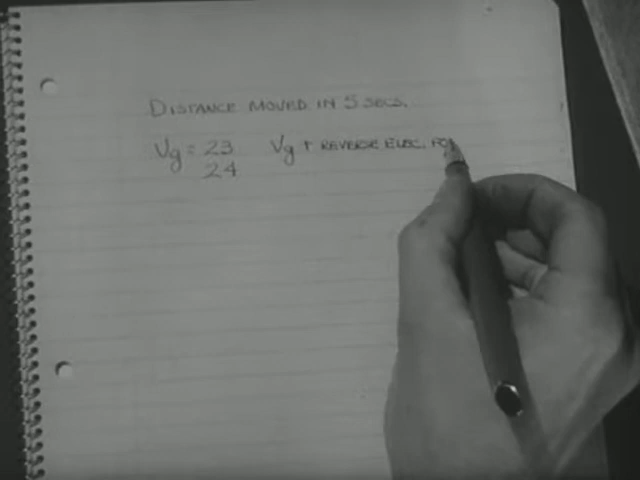 DISTANCE MOVED IN 5 SECS.
Vg = 23 Vg + REVERSE ELEC. FO
24